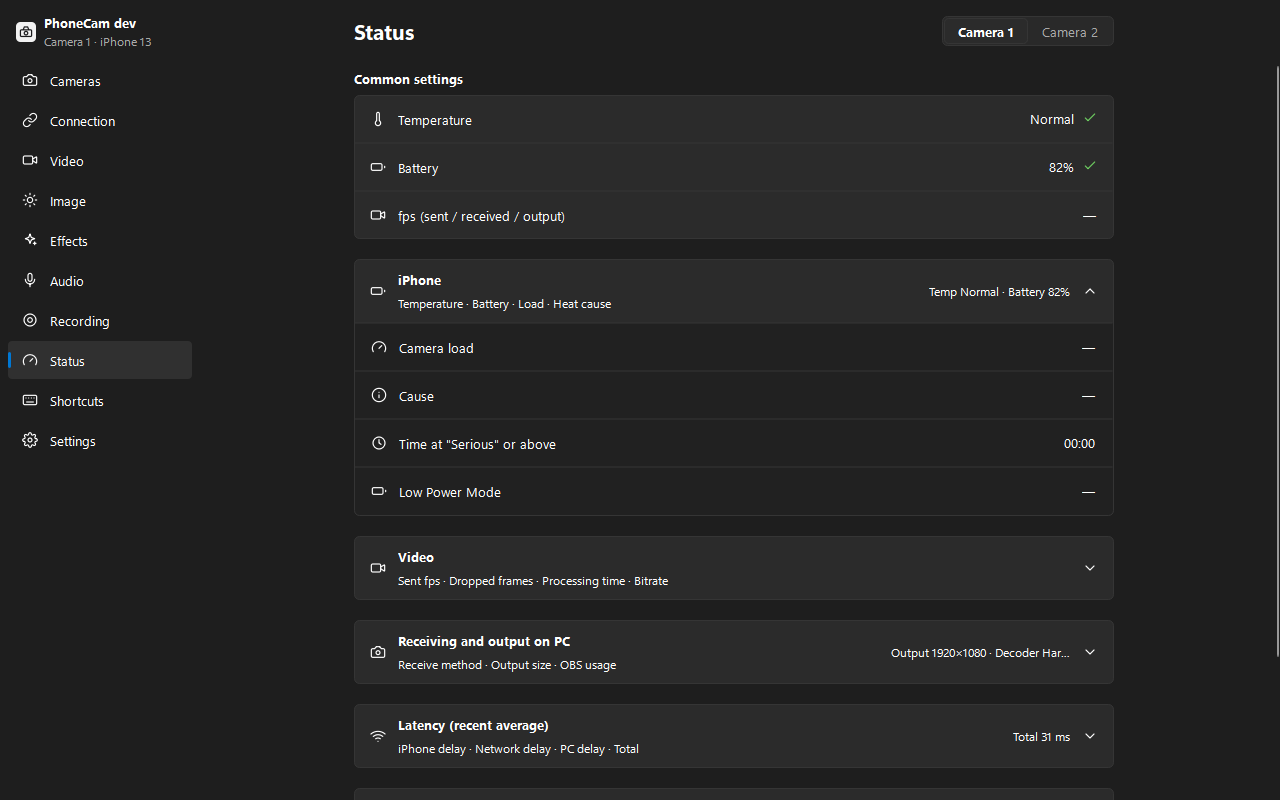 PhoneCam dev
Camera 1 · iPhone 13
Cameras
Connection
Video
Image
Effects
Audio
Recording
Status
Shortcuts
Settings
Status
Camera 1
Camera 2
Common settings
Temperature
Normal
Battery
82%
fps (sent / received / output)
—
iPhone
Temperature · Battery · Load · Heat cause
Temp Normal · Battery 82%
Camera load
—
Cause
—
Time at "Serious" or above
00:00
Low Power Mode
—
Video
Sent fps · Dropped frames · Processing time · Bitrate
Receiving and output on PC
Receive method · Output size · OBS usage
Output 1920×1080 · Decoder Har...
Latency (recent average)
iPhone delay · Network delay · PC delay · Total
Total 31 ms